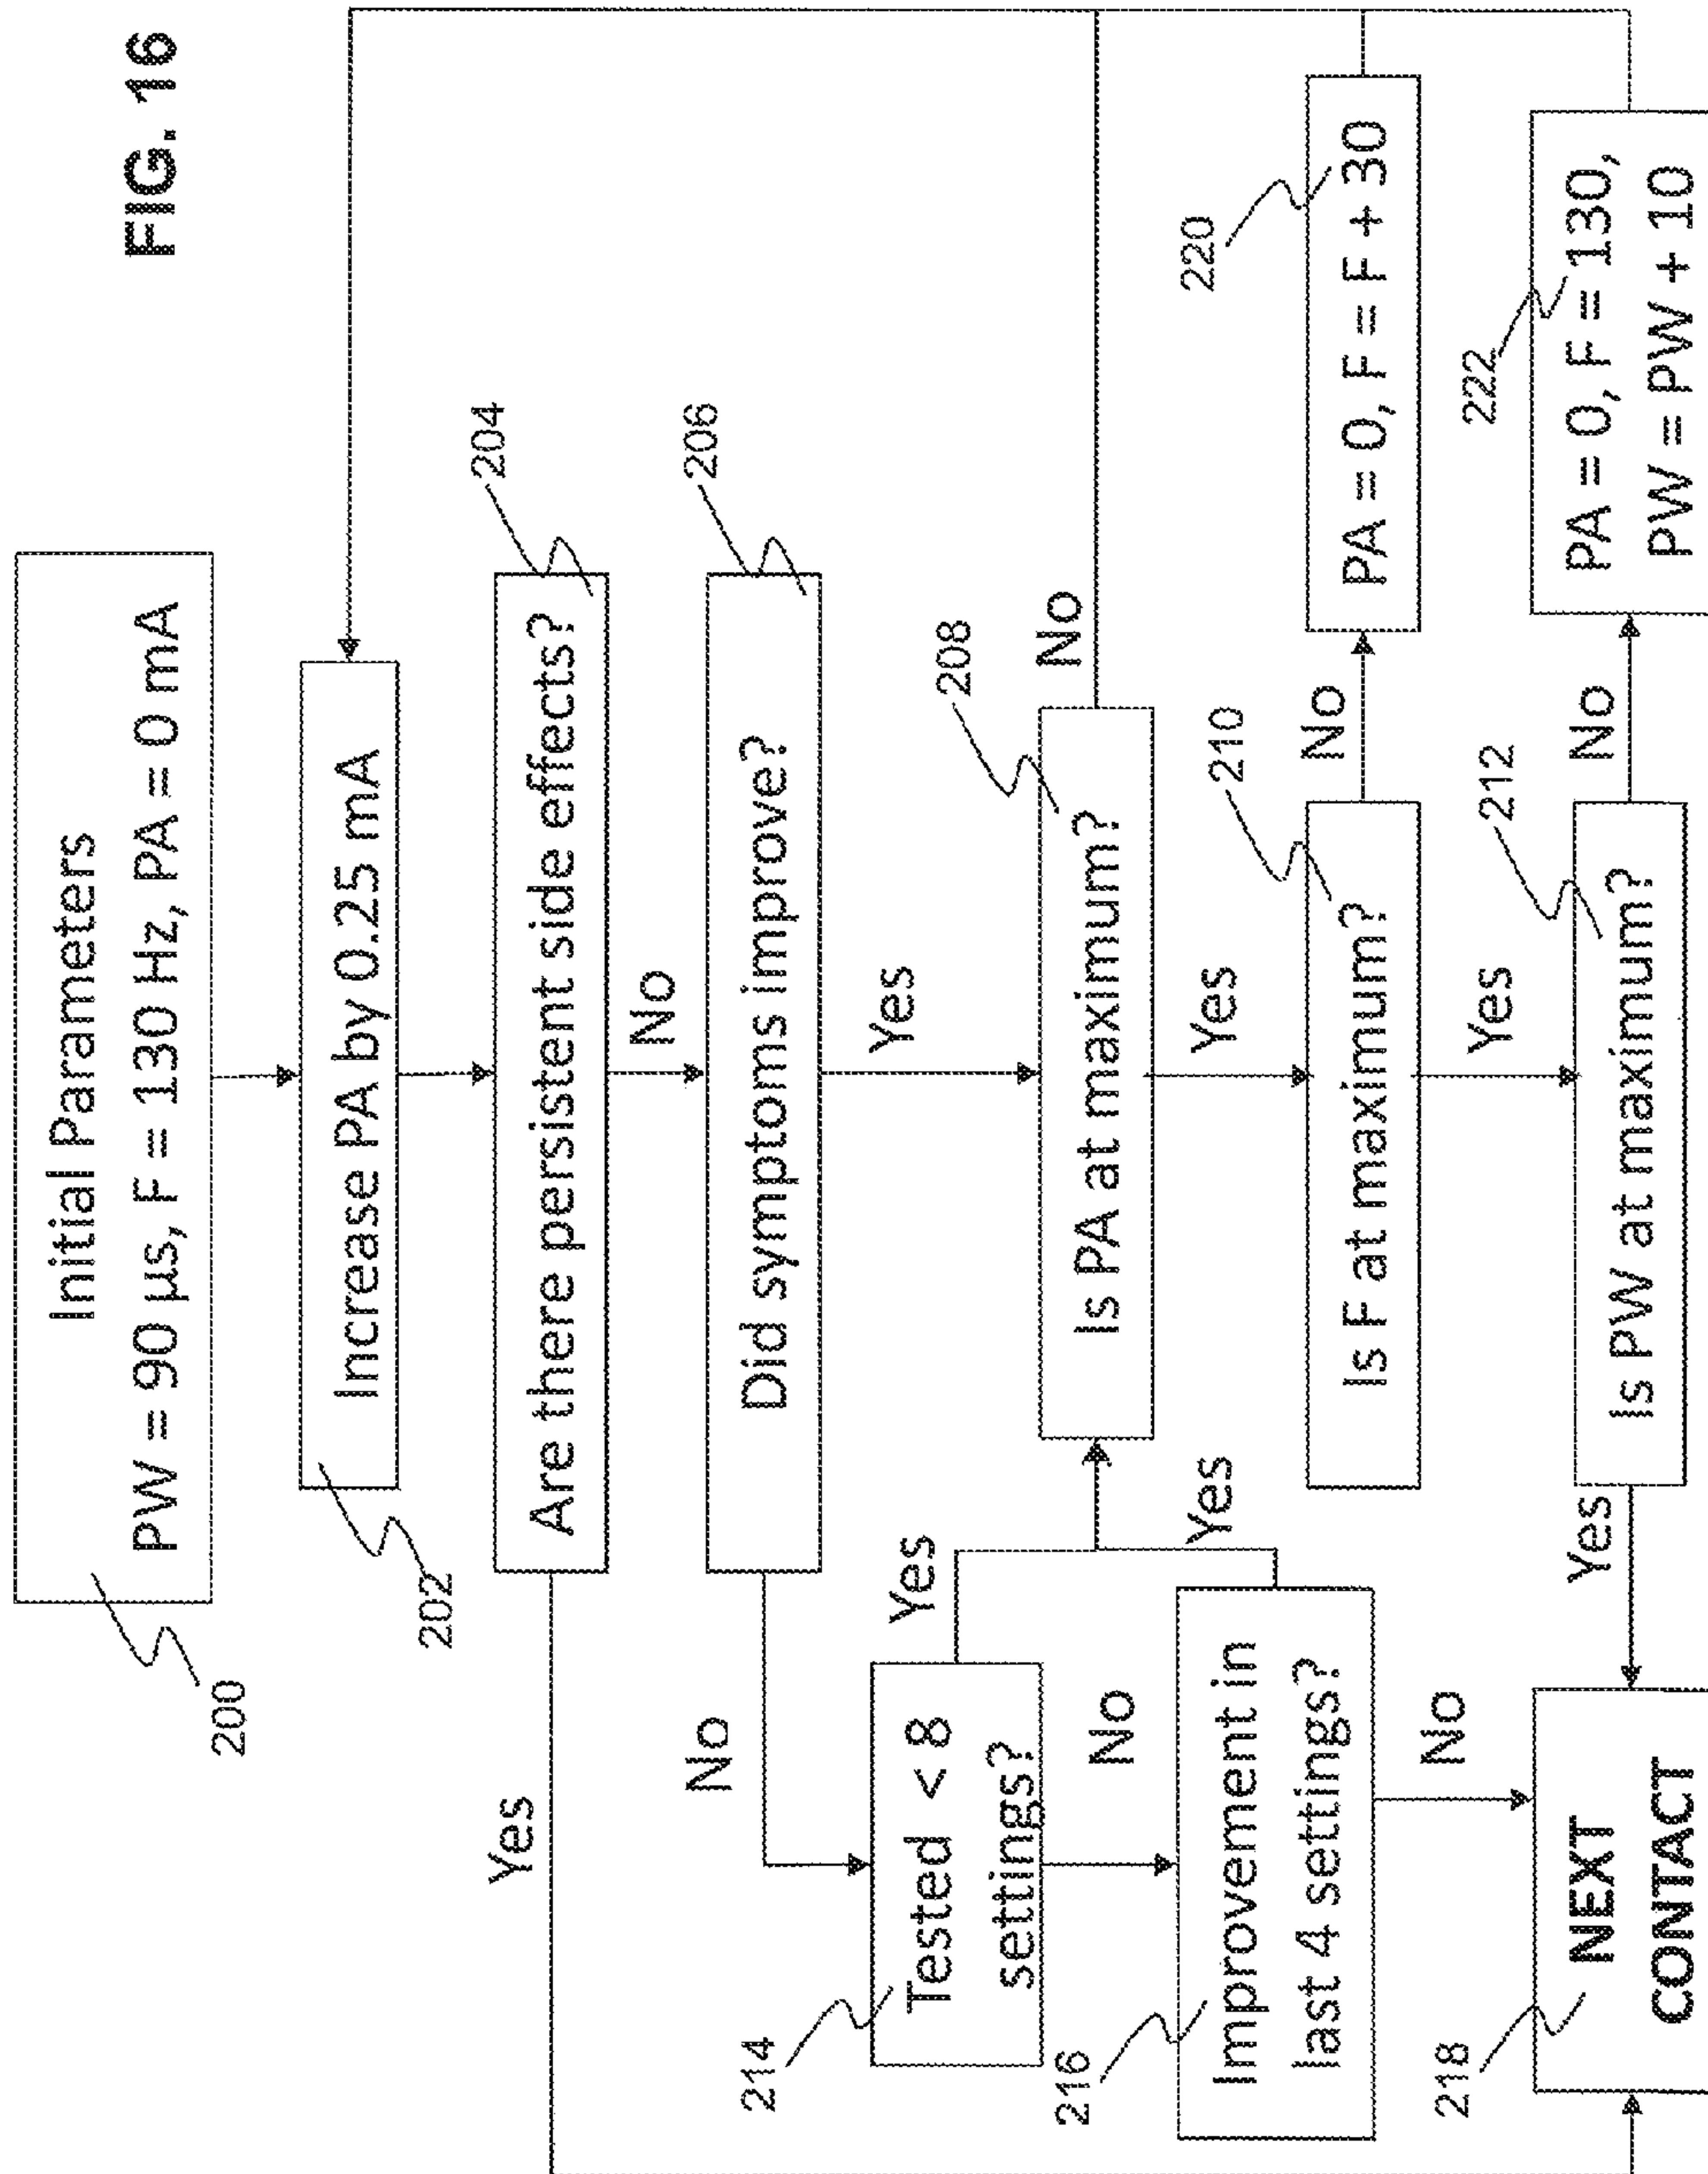 FIG. 16
Initial Parameters
PW = 90 µs, F = 130 Hz, PA = 0 mA
200
Increase PA by 0.25 mA
202
Are there persistent side effects?
204
Yes
No
Did symptoms improve?
206
No
Yes
Tested < 8
settings?
214
Yes
No
Is PA at maximum?
208
No
Yes
Improvement in
last 4 settings?
216
Yes
No
Is F at maximum?
210
No
Yes
PA = 0, F = F + 30
220
Is PW at maximum?
212
Yes
No
PA = 0, F = 130,
PW = PW + 10
222
NEXT
CONTACT
218